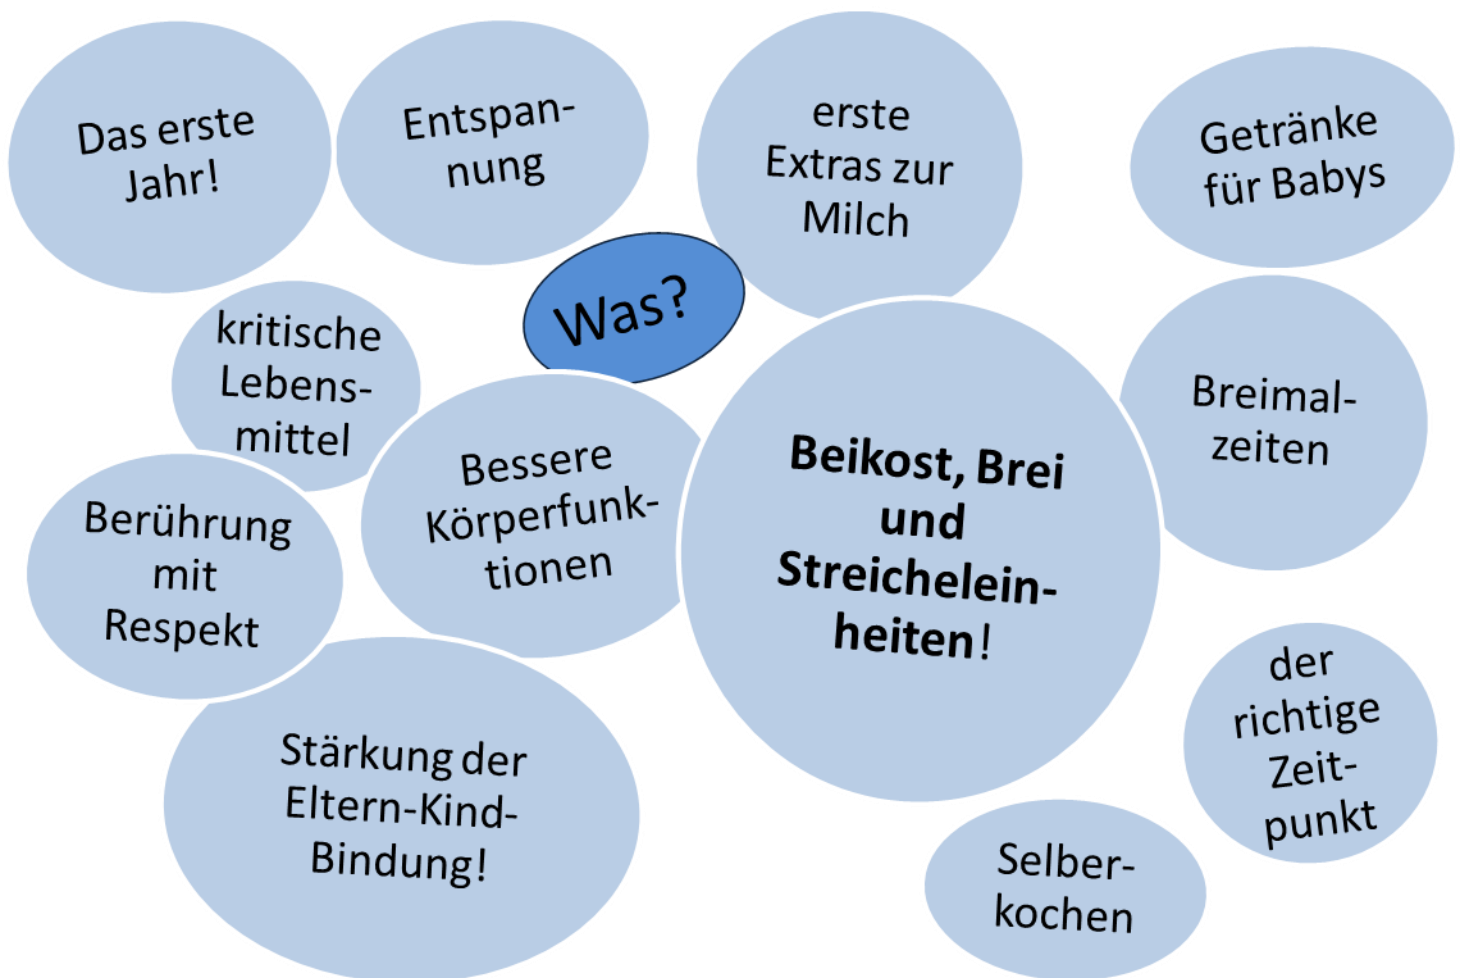 Das erste
Jahr!
Entspan-
nung
erste
Extras zur
Milch
Getränke
für Babys
Was?
kritische
Lebens-
mittel
Bessere
Körperfunk-
tionen
Beikost, Brei
und
Streichelein-
heiten!
Breimal-
zeiten
Berührung
mit
Respekt
Stärkung der
Eltern-Kind-
Bindung!
der
richtige
Zeit-
punkt
Selber-
kochen